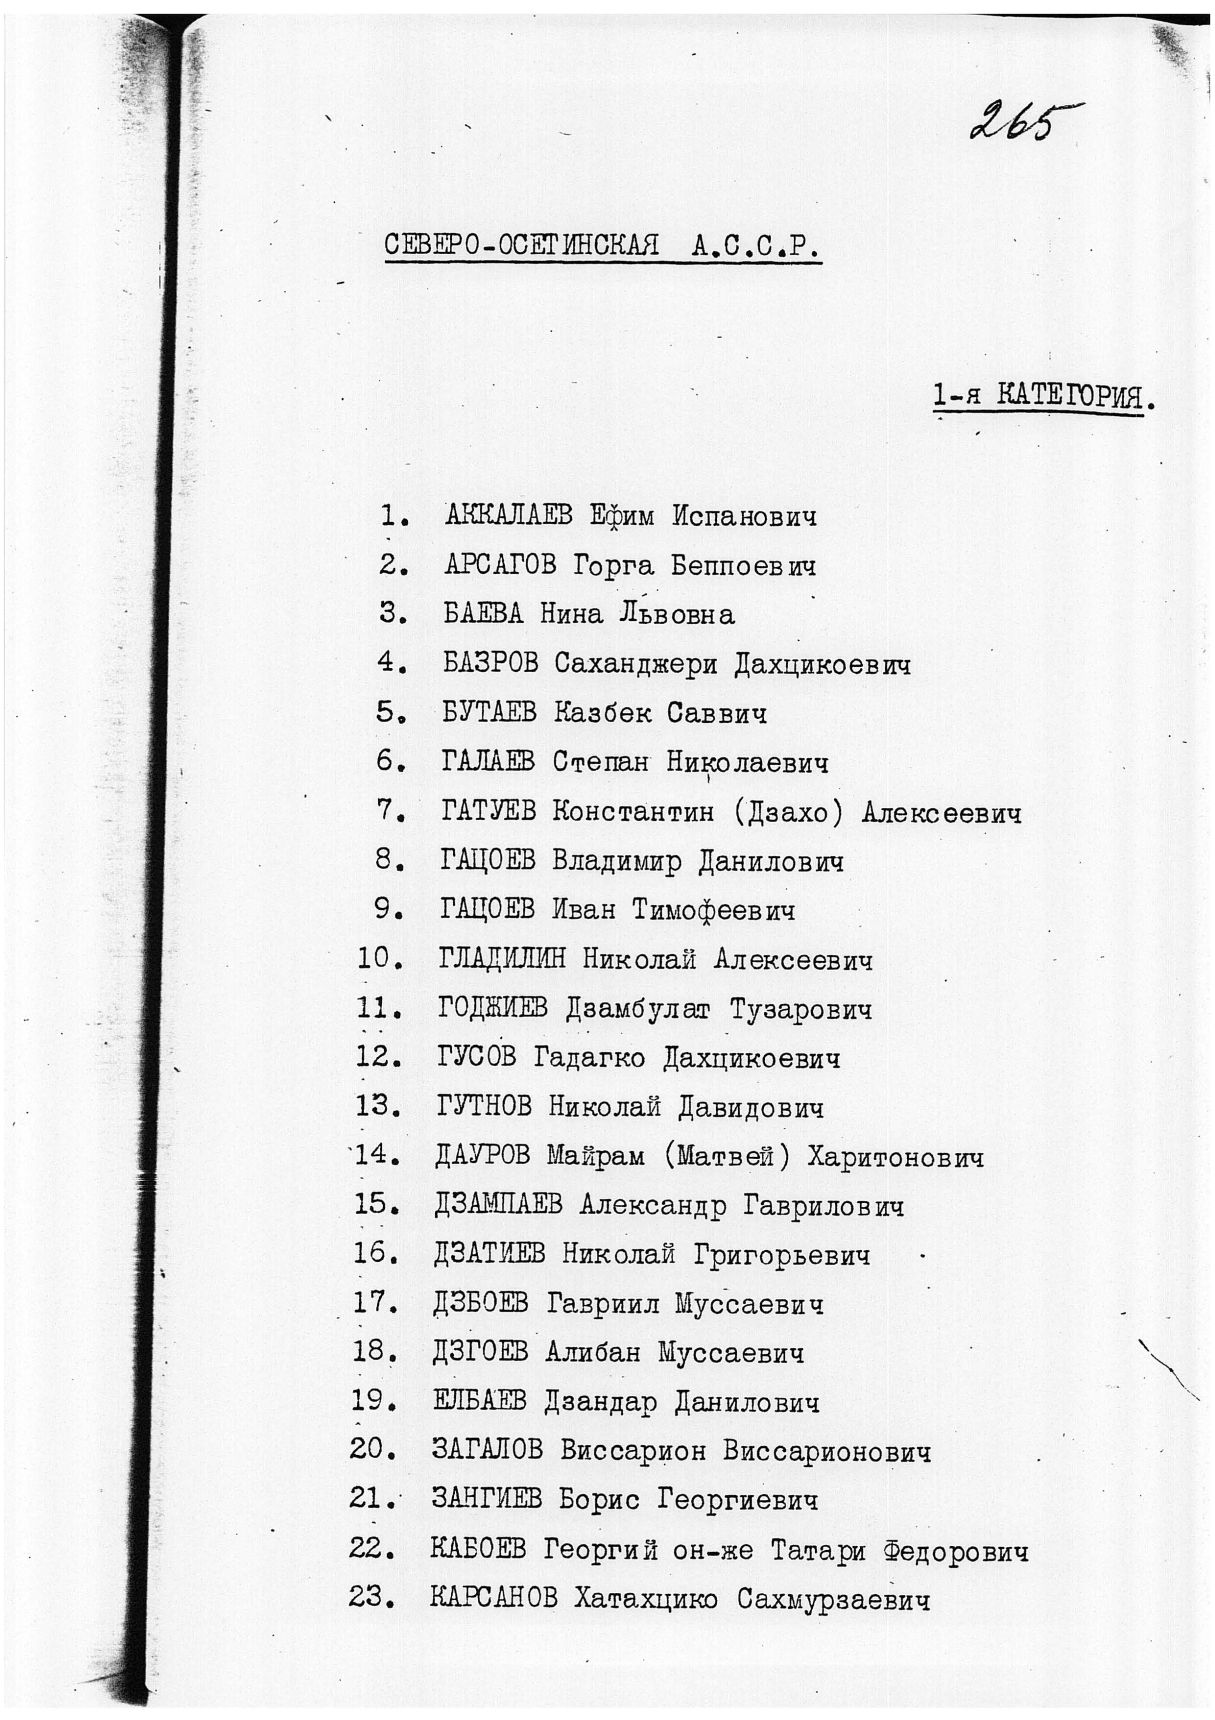 265
СЕВЕРО-ОСЕТИНСКАЯ А.С.С.Р.
1-я КАТЕГОРИЯ.
1. АККАЛАЕВ Ефим Испанович
2. АРСАГОВ Горга Беппоевич
3. БАЕВА Нина Львовна
4. БАЗРОВ Саханджери Дахцикоевич
5. БУТАЕВ Казбек Саввич
6. ГАЛАЕВ Степан Николаевич
7. ГАТУЕВ Константин (Дзахо) Алексеевич
8. ГАЦОЕВ Владимир Данилович
9. ГАЦОЕВ Иван Тимофеевич
10. ГЛАДИЛИН Николай Алексеевич
11. ГОДЖИЕВ Дзамбулат Тузарович
12. ГУСОВ Гадагко Дахцикоевич
13. ГУТНОВ Николай Давидович
14. ДАУРОВ Майрам (Матвей) Харитонович
15. ДЗАМПАЕВ Александр Гаврилович
16. ДЗАТИЕВ Николай Григорьевич
17. ДЗБОЕВ Гавриил Муссаевич
18. ДЗГОЕВ Алибан Муссаевич
19. ЕЛБАЕВ Дзандар Данилович
20. ЗАГАЛОВ Виссарион Виссарионович
21. ЗАНГИЕВ Борис Георгиевич
22. КАБОЕВ Георгий он-же Татари Федорович
23. КАРСАНОВ Хатахцико Сахмурзаевич